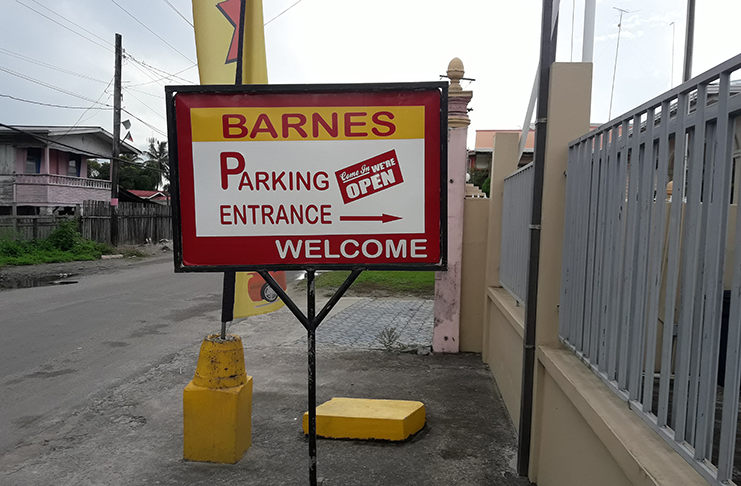 BARNES
PARKING
Come In WE'RE
OPEN
ENTRANCE
WELCOME